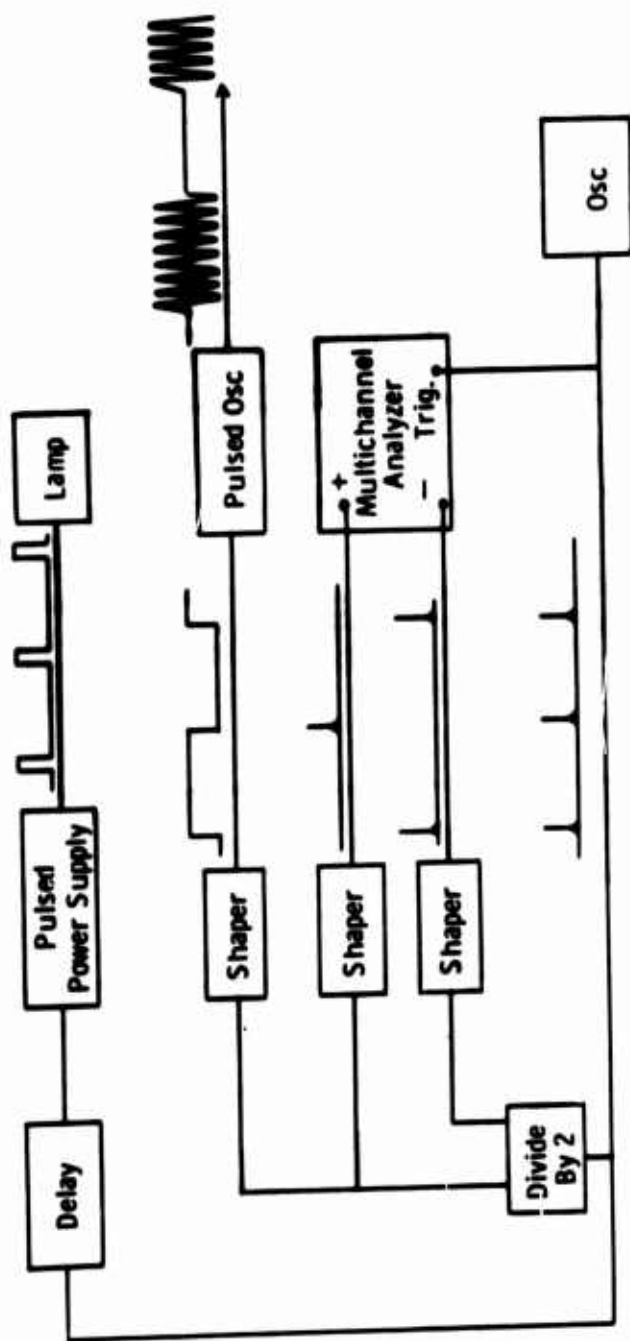 Delay
Pulsed
Power Supply
Lamp
Shaper
Pulsed Osc
Shaper
+
Multichannel
Analyzer
– Trig.
Shaper
Divide
By 2
Osc